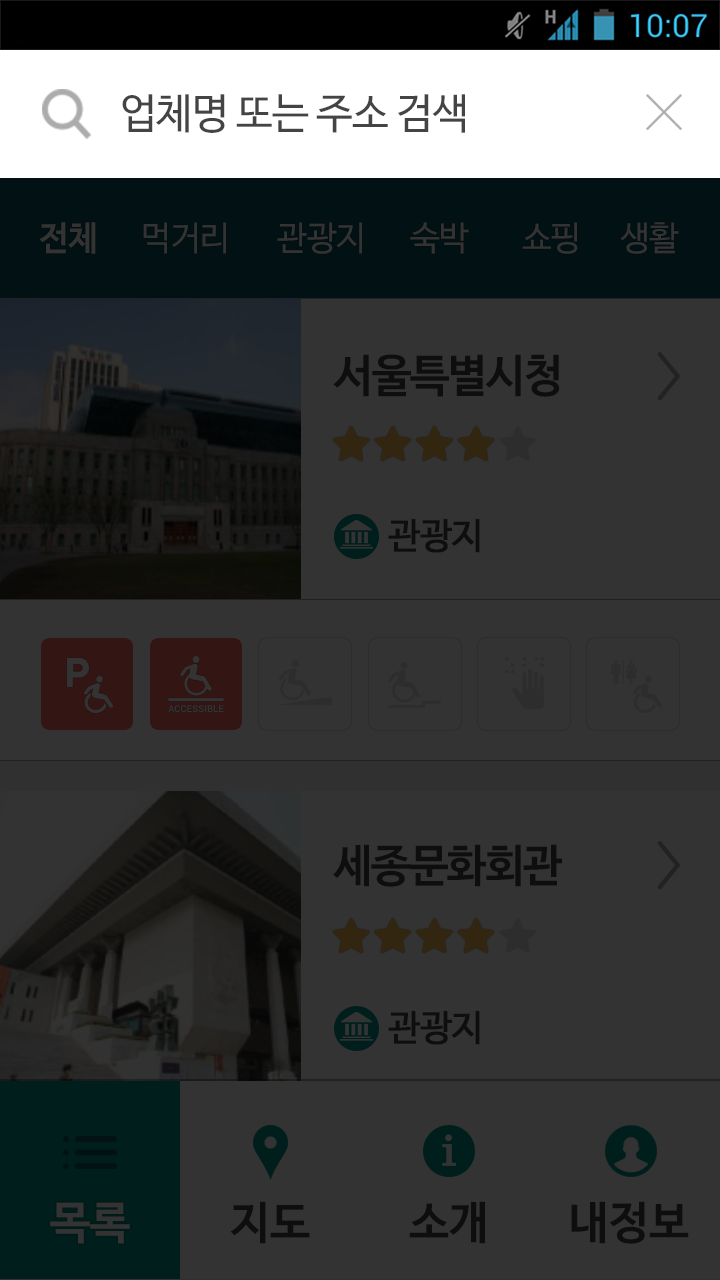 H 10:07
업체명 또는 주소 검색
전체 먹거리 관광지 숙박 쇼핑 생활
서울특별시청
관광지
P
ACCESSIBLE
세종문화회관
관광지
목록 지도 소개 내정보